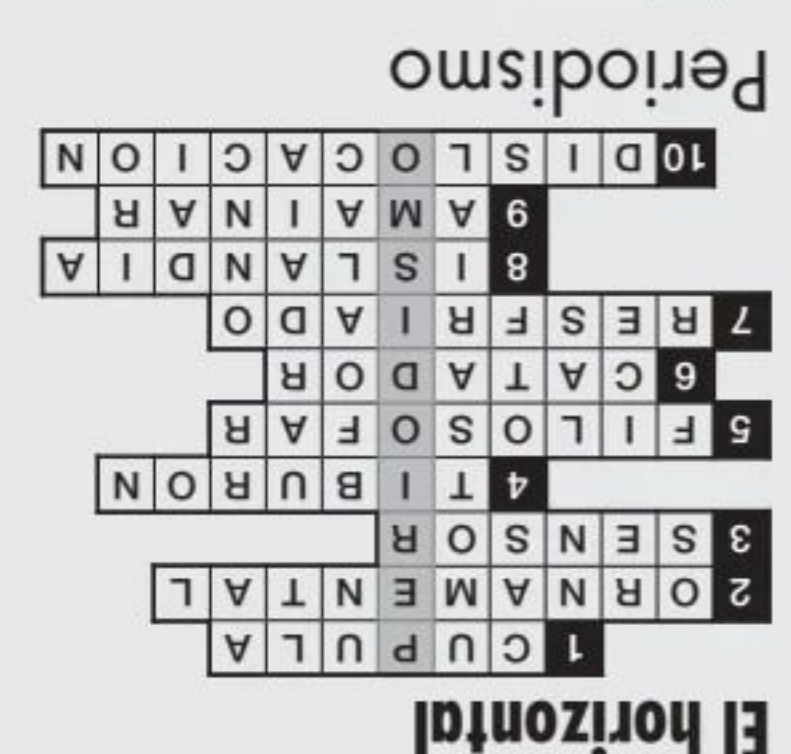 El horizontal
1 CUPULA
2 ORNAMENTAL
3 SENSOR
4 TIBURON
5 FILOSOFAR
6 CATADOR
7 RESFRIADO
8 ISLANDIA
9 AMAINAR
10 DISLOCACION
Periodismo